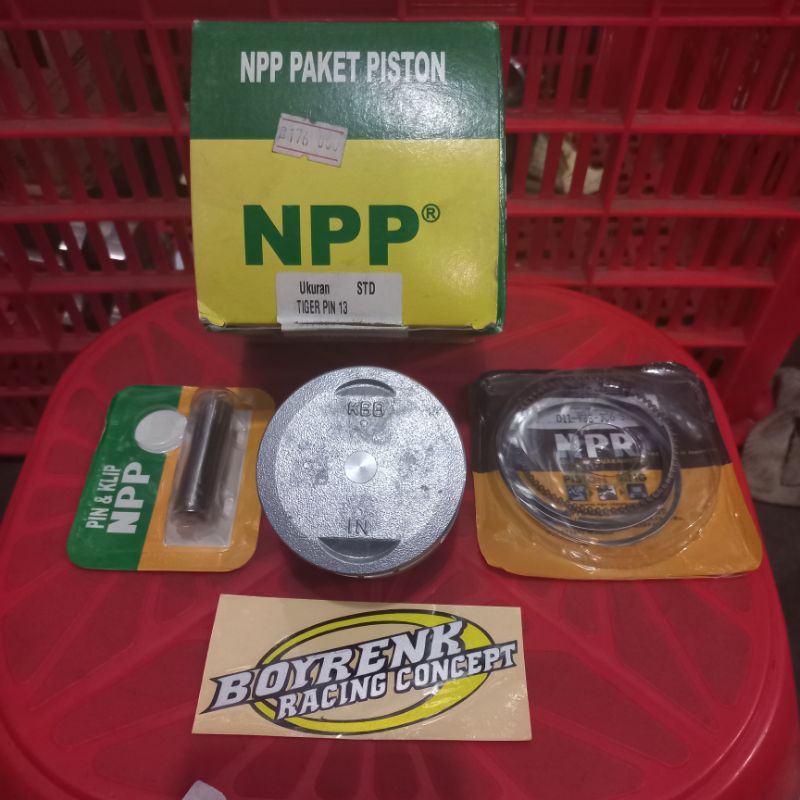 NPP PAKET PISTON
NPP®
Ukuran STD
TIGER PIN 13
PIN & KLIP
NPP
KBB
IN
NPR
BOYRENK
RACING CONCEPT